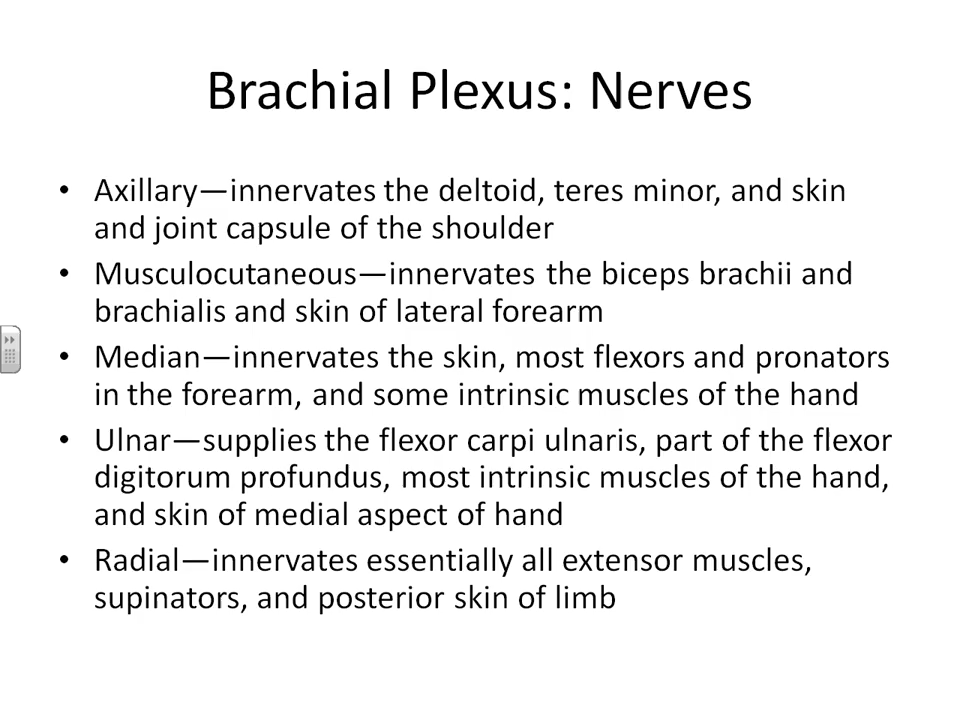 Brachial Plexus: Nerves
• Axillary—innervates the deltoid, teres minor, and skin
and joint capsule of the shoulder
• Musculocutaneous—innervates the biceps brachii and
brachialis and skin of lateral forearm
• Median—innervates the skin, most flexors and pronators
in the forearm, and some intrinsic muscles of the hand
• Ulnar—supplies the flexor carpi ulnaris, part of the flexor
digitorum profundus, most intrinsic muscles of the hand,
and skin of medial aspect of hand
• Radial—innervates essentially all extensor muscles,
supinators, and posterior skin of limb